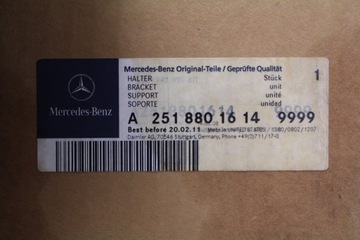 Mercedes-Benz Original-Teile / Geprüfte Qualität
HALTER Stück 1
BRACKET unit
SUPPORT unité
SOPORTE unidad
Mercedes-Benz
A 251 880 16 14 9999
Best before 20.02.11
Daimler AG, 70546 Stuttgart, Germany, Phone